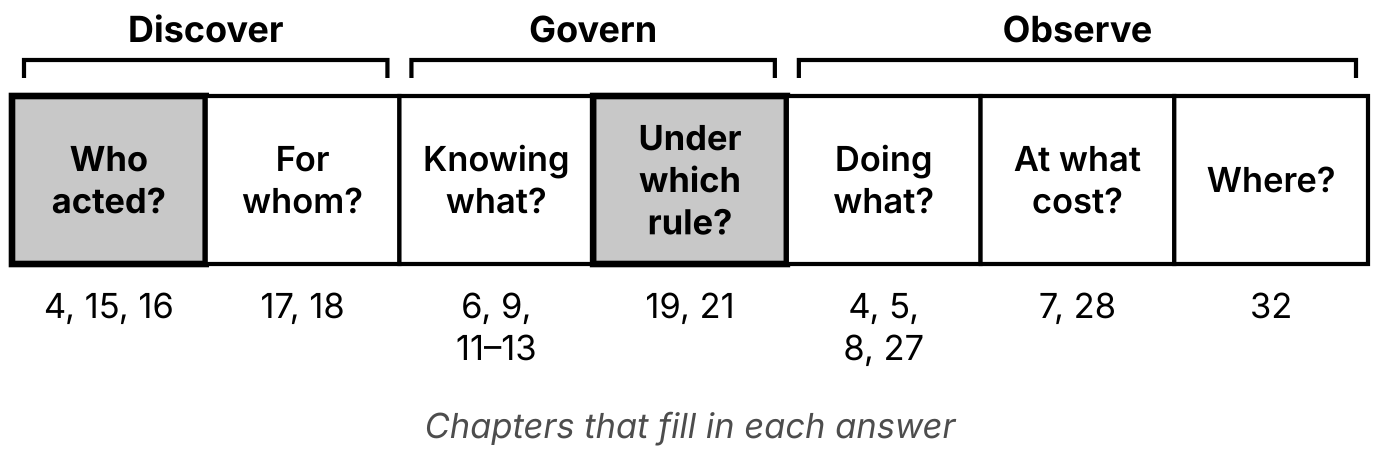 Discover
Govern
Observe
Who
acted?
For
whom?
Knowing
what?
Under
which
rule?
Doing
what?
At what
cost?
Where?
4, 15, 16
17, 18
6, 9,
11–13
19, 21
4, 5,
8, 27
7, 28
32
Chapters that fill in each answer